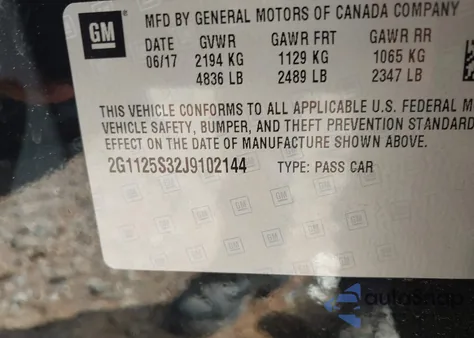 GM
MFD BY GENERAL MOTORS OF CANADA COMPANY
DATE GVWR GAWR FRT GAWR RR
06/17 2194 KG 1129 KG 1065 KG
4836 LB 2489 LB 2347 LB
THIS VEHICLE CONFORMS TO ALL APPLICABLE U.S. FEDERAL M
VEHICLE SAFETY, BUMPER, AND THEFT PREVENTION STANDARD
EFFECT ON THE DATE OF MANUFACTURE SHOWN ABOVE.
2G1125S32J9102144 TYPE: PASS CAR
autoSnap